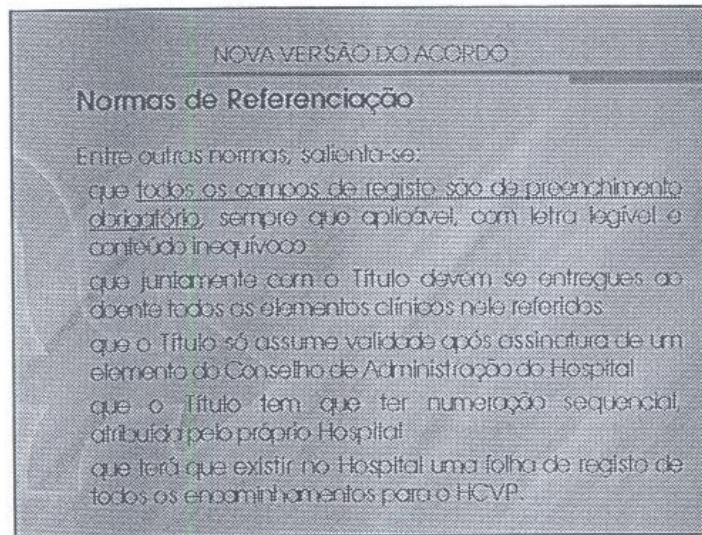 NOVA VERSÃO DO ACORDO
Normas de Referenciação
Entre outras normas, salienta-se:
que todos os campos de registo são de preenchimento
obrigatório, sempre que aplicável, com letra legível e
conteúdo inequívoco
que juntamente com o Título devem se entregues ao
doente todos os elementos clínicos nele referidos
que o Título só assume validade após assinatura de um
elemento do Conselho de Administração do Hospital
que o Título tem que ter numeração sequencial,
atribuída pelo próprio Hospital
que terá que existir no Hospital uma folha de registo de
todos os encaminhamentos para o HCVP.